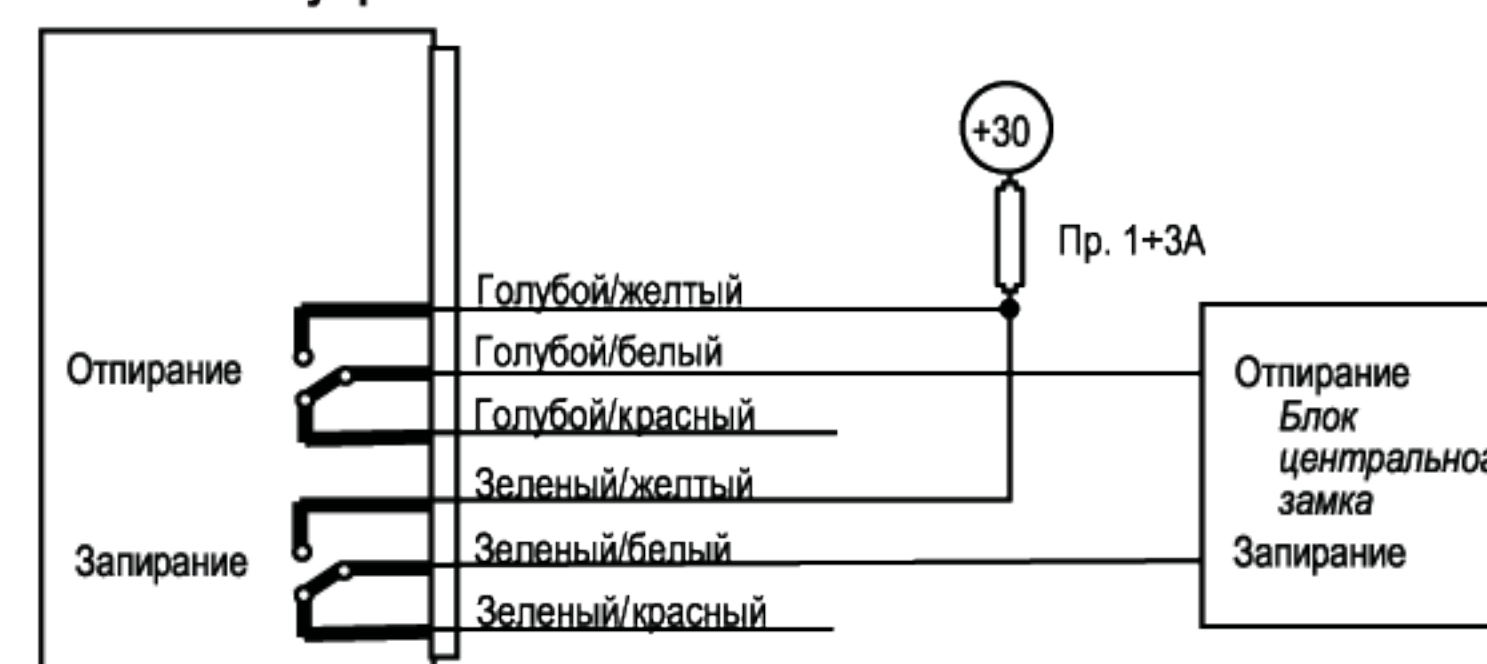 +30
Пр. 1+3А
Голубой/желтый
Голубой/белый
Отпирание
Голубой/красный
Зеленый/желтый
Запирание
Зеленый/белый
Зеленый/красный
Отпирание
Блок
замка
Запирание